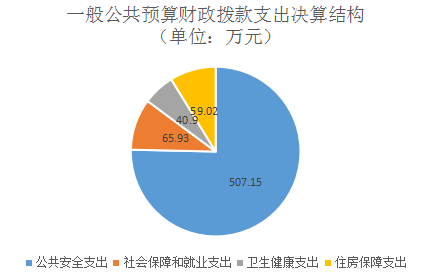 一般公共预算财政拨款支出决算结构
（单位：万元）
59.02
40.9
65.93
507.15
公共安全支出 社会保障和就业支出 卫生健康支出 住房保障支出